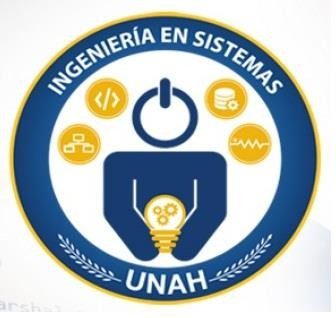 INGENIERÍA EN SISTEMAS
</>
UNAH